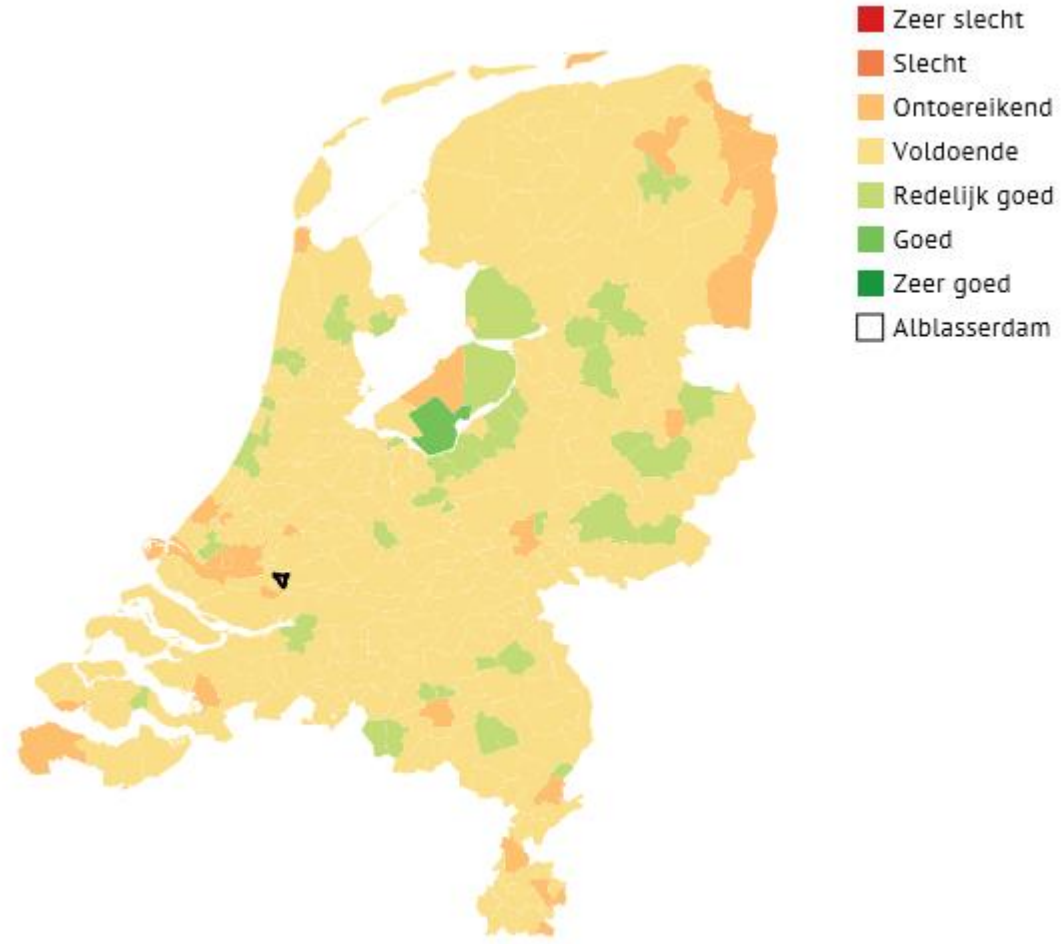 Zeer slecht
Slecht
Ontoereikend
Voldoende
Redelijk goed
Goed
Zeer goed
Alblasserdam